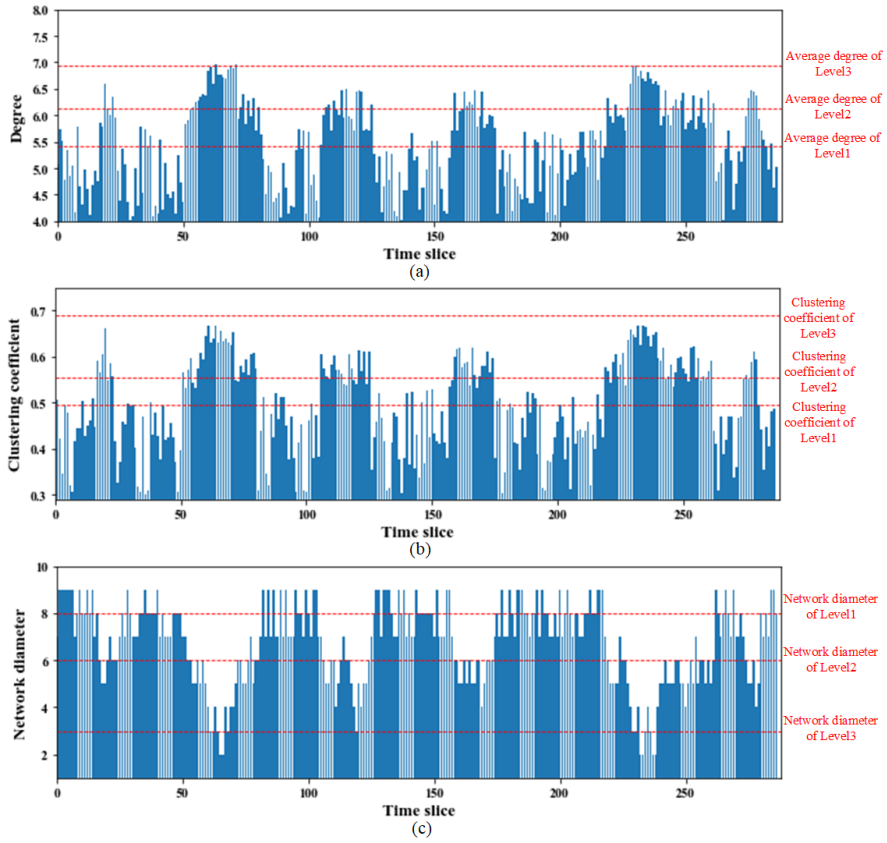 8.0
7.5
7.0
6.5
6.0
5.5
5.0
4.5
4.0
Degree
0
50
100
150
200
250
Time slice
Average degree of
Level3
Average degree of
Level2
Average degree of
Level1
(a)
0.7
0.6
0.5
0.4
0.3
Clustering coefficient
0
50
100
150
200
250
Time slice
Clustering
coefficient of
Level3
Clustering
coefficient of
Level2
Clustering
coefficient of
Level1
(b)
10
8
6
4
2
Network diameter
0
50
100
150
200
250
Time slice
Network diameter
of Level1
Network diameter
of Level2
Network diameter
of Level3
(c)